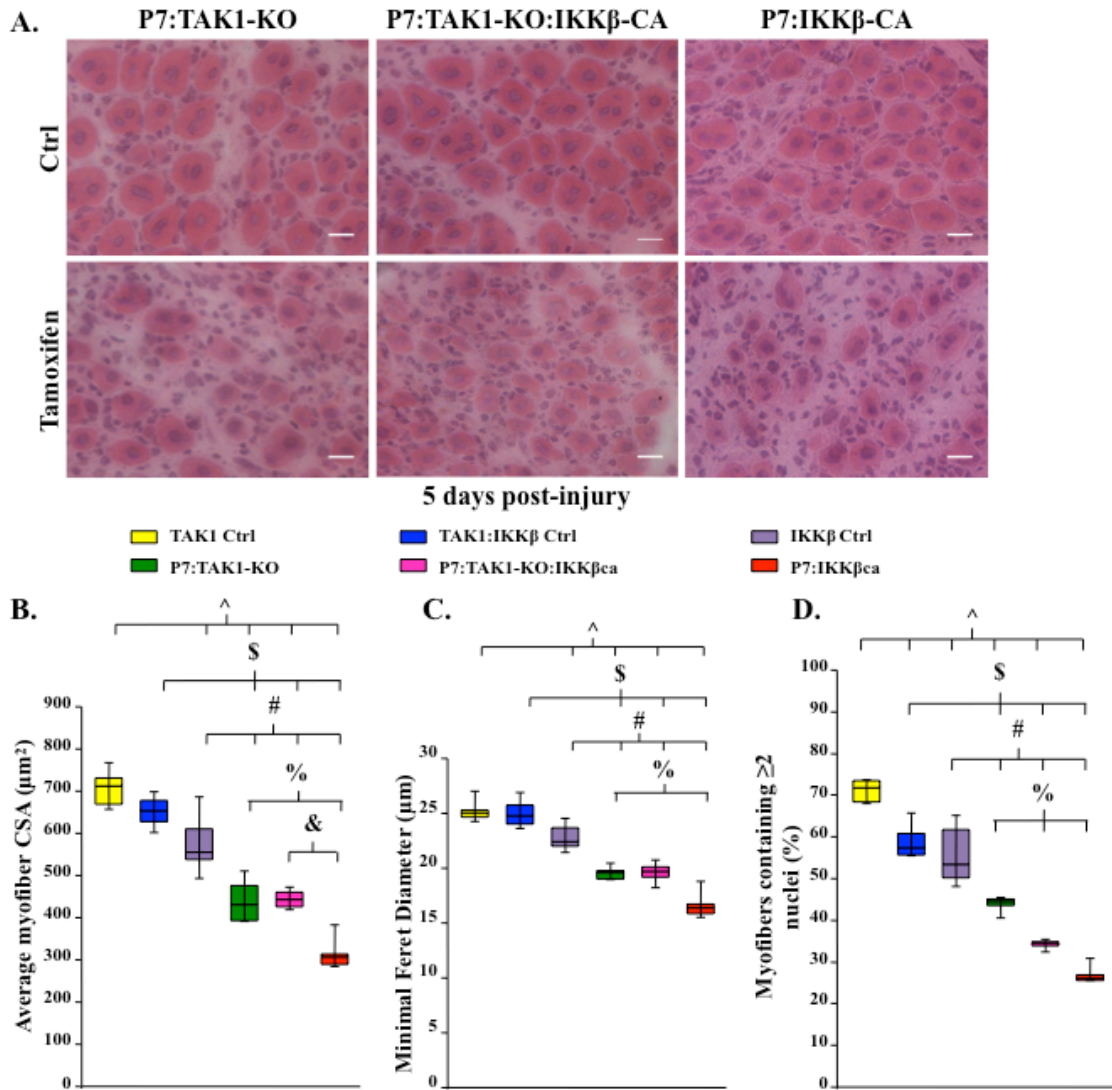 A.
P7:TAK1-KO
P7:TAK1-KO:IKKβ-CA
P7:IKKβ-CA
Ctrl
Tamoxifen
5 days post-injury
TAK1 Ctrl
TAK1:IKKβ Ctrl
IKKβ Ctrl
P7:TAK1-KO
P7:TAK1-KO:IKKβca
P7:IKKβca
B.
^
$
#
%
&
Average myofiber CSA (µm²)
900
800
700
600
500
400
300
200
100
0
C.
^
$
#
%
Minimal Feret Diameter (µm)
30
25
20
15
10
5
0
D.
^
$
#
%
Myofibers containing ≥2
nuclei (%)
100
90
80
70
60
50
40
30
20
10
0